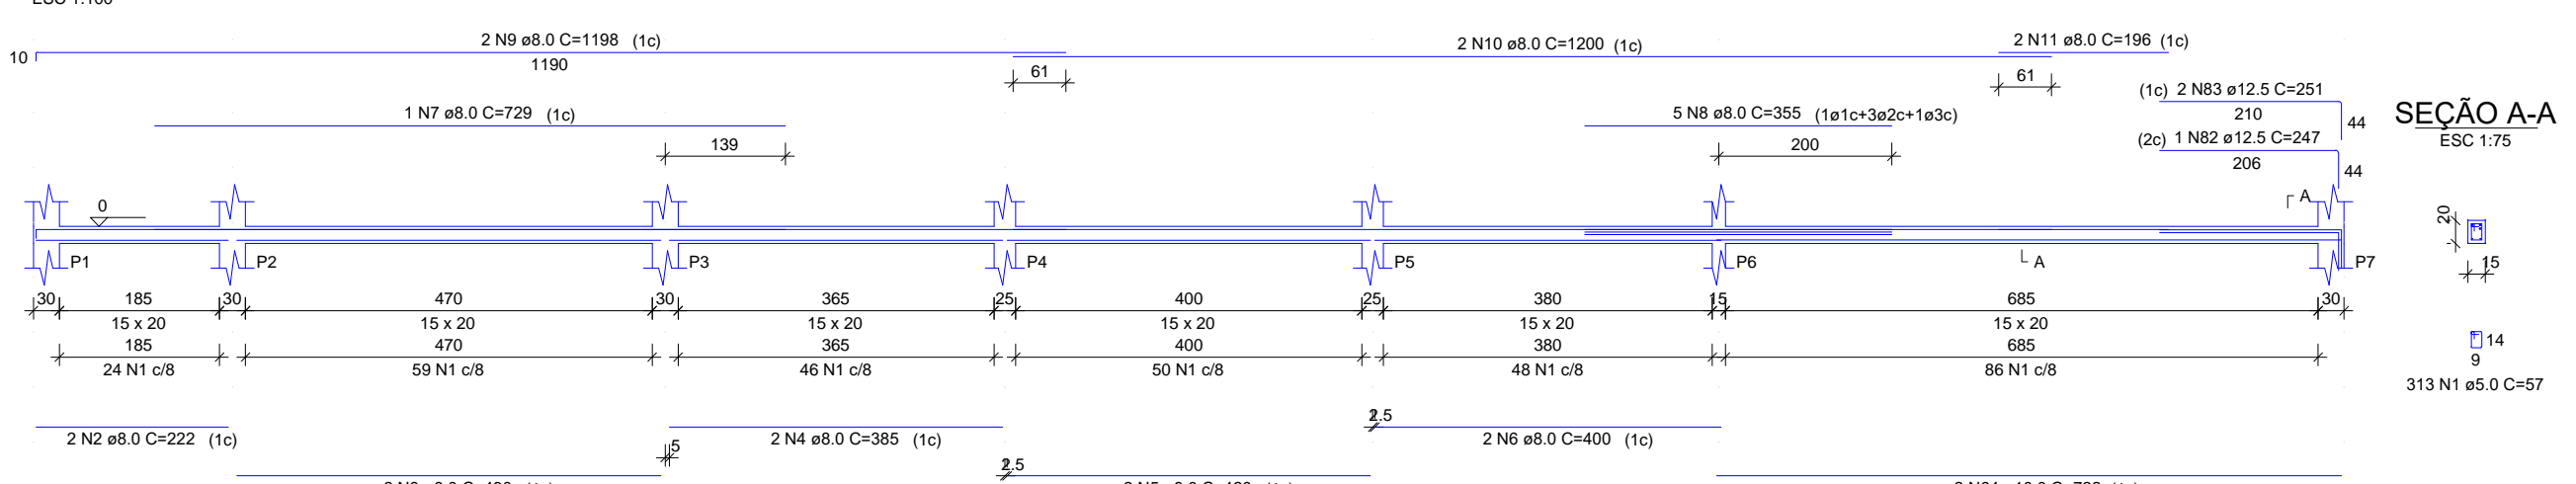 2 N9 ø8.0 C=1198 (1c)
2 N10 ø8.0 C=1200 (1c)
2 N11 ø8.0 C=196 (1c)
10
1190
61
61
(1c) 2 N83 ø12.5 C=251
210
44
1 N7 ø8.0 C=729 (1c)
139
5 N8 ø8.0 C=355 (1ø1c+3ø2c+1ø3c)
200
(2c) 1 N82 ø12.5 C=247
206
44
SEÇÃO A-A
ESC 1:75
0
A
A
P1
P2
P3
P4
P5
P6
P7
20
15
30 185 30 470 30 365 25 400 25 380 15 685 30
15 x 20 15 x 20 15 x 20 15 x 20 15 x 20 15 x 20
185 470 365 400 380 685
24 N1 c/8 59 N1 c/8 46 N1 c/8 50 N1 c/8 48 N1 c/8 86 N1 c/8
14
9
313 N1 ø5.0 C=57
2 N2 ø8.0 C=222 (1c)
5
2 N4 ø8.0 C=385 (1c)
2.5
2.5
2 N6 ø8.0 C=400 (1c)